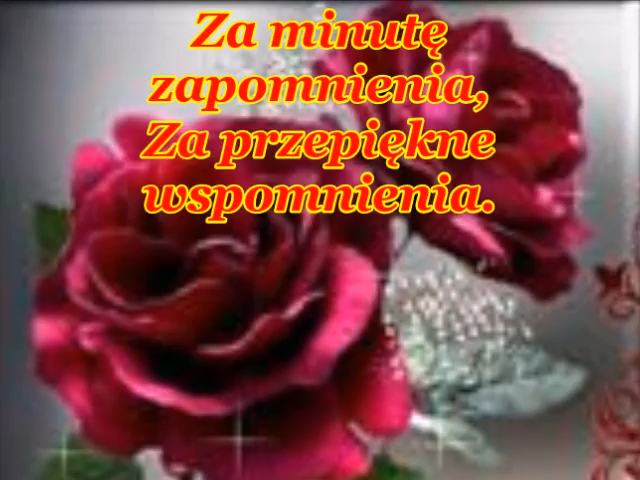 Za minutę
zapomnienia,
Za przepiękne
wspomnienia.